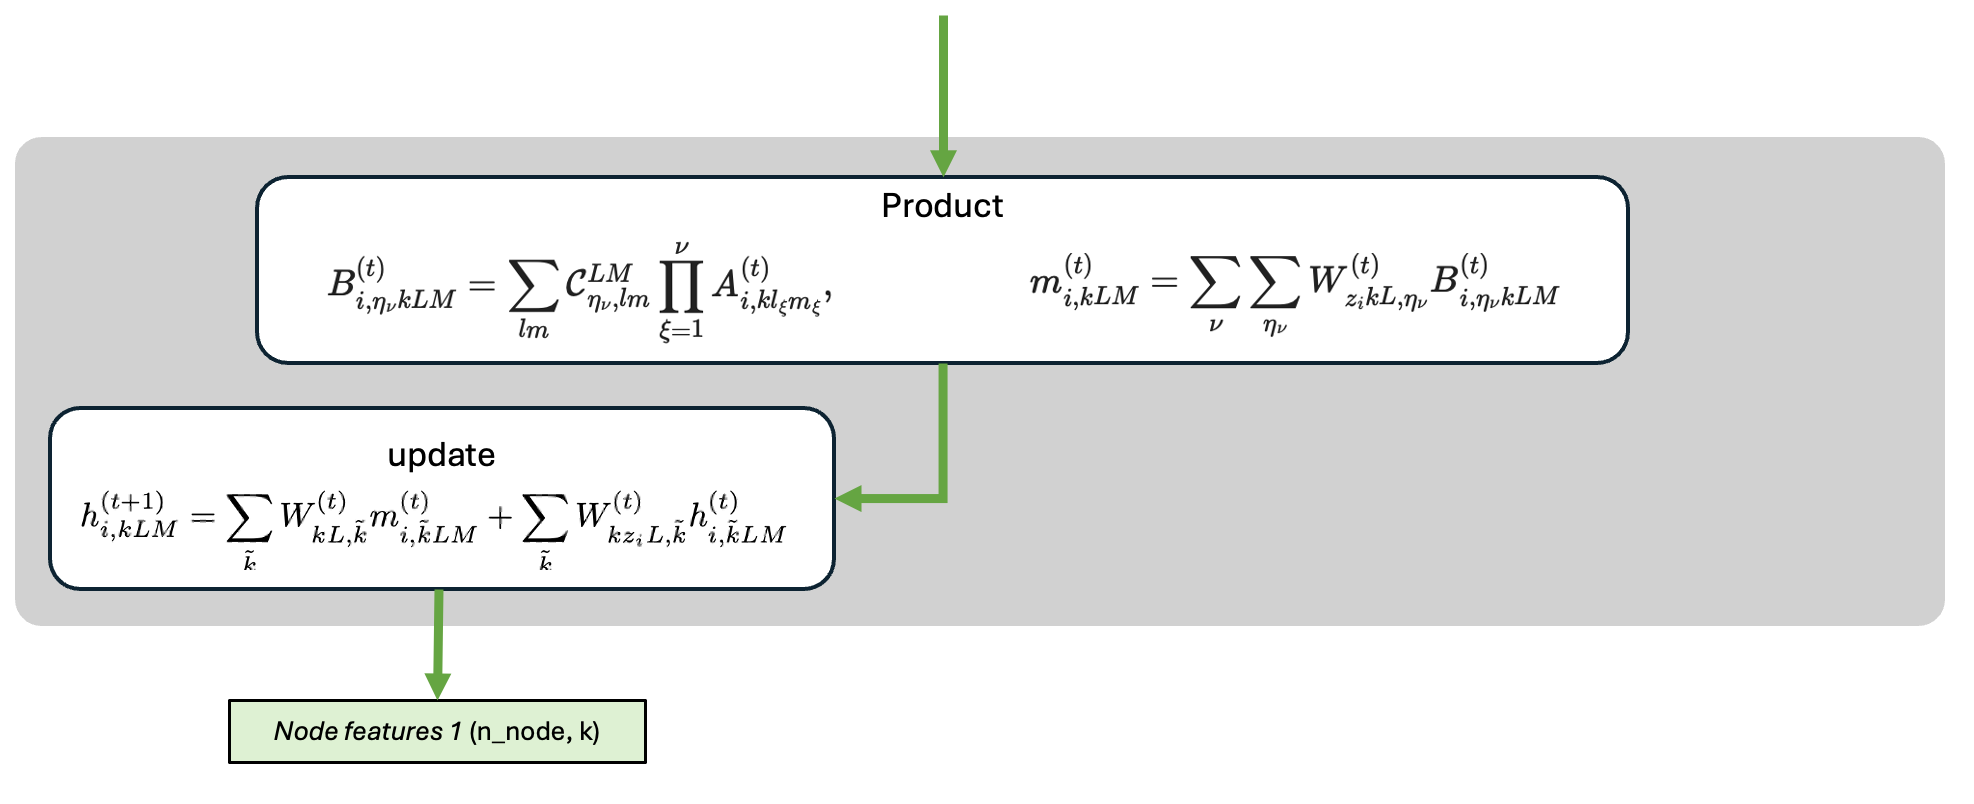 Product
$B^{(t)}_{i,\eta_\nu kLM} = \sum_{lm} \mathcal{C}^{LM}_{\eta_\nu,lm} \prod_{\xi=1}^{\nu} A^{(t)}_{i,kl_\xi m_\xi},$ $m^{(t)}_{i,kLM} = \sum_{\nu} \sum_{\eta_\nu} W^{(t)}_{z_i kL,\eta_\nu} B^{(t)}_{i,\eta_\nu kLM}$
update
$h^{(t+1)}_{i,kLM} = \sum_{\tilde{k}} W^{(t)}_{kL,\tilde{k}} m^{(t)}_{i,\tilde{k}LM} + \sum_{\tilde{k}} W^{(t)}_{kz_i L,\tilde{k}} h^{(t)}_{i,\tilde{k}LM}$
Node features 1 (n_node, k)